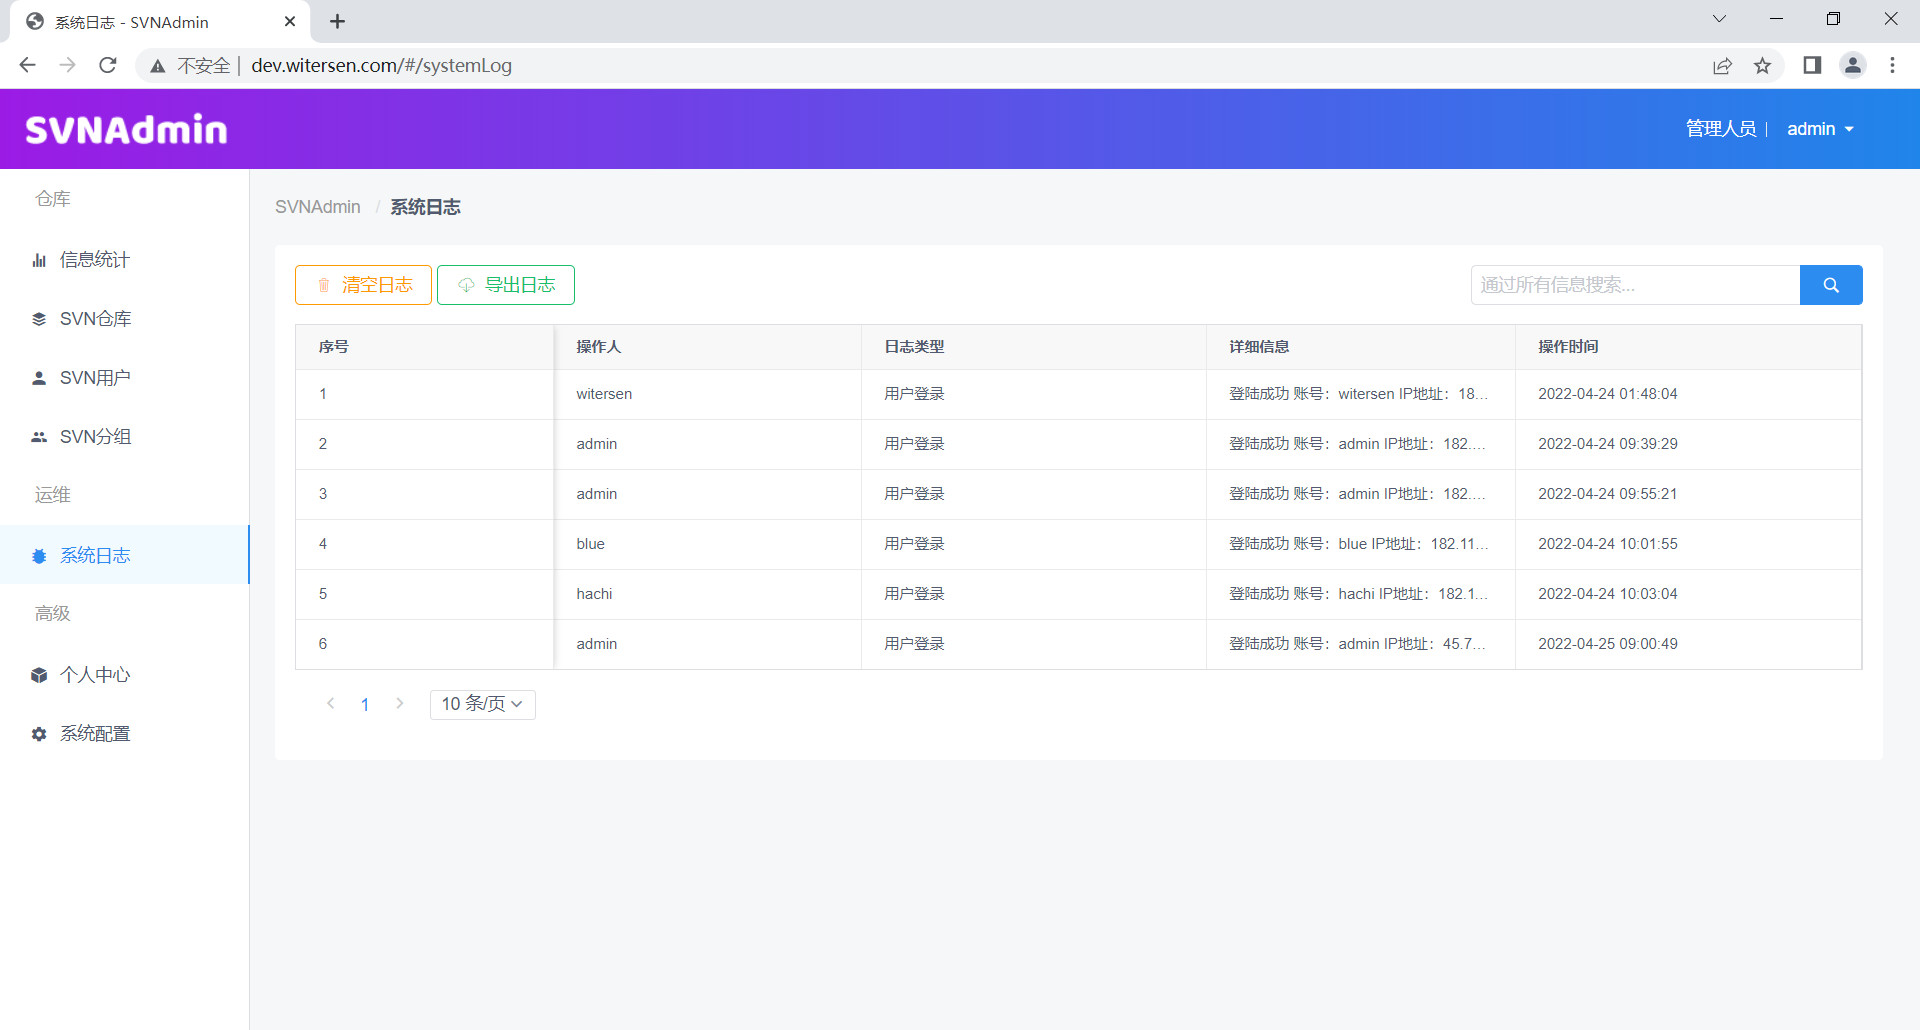 系统日志 - SVNAdmin
不安全 | dev.witersen.com/#/systemLog
SVNAdmin
管理人员 | admin
仓库
信息统计
SVN仓库
SVN用户
SVN分组
运维
系统日志
高级
个人中心
系统配置
SVNAdmin / 系统日志
清空日志 导出日志 通过所有信息搜索...
序号 操作人 日志类型 详细信息 操作时间
1 witersen 用户登录 登陆成功 账号：witersen IP地址：18... 2022-04-24 01:48:04
2 admin 用户登录 登陆成功 账号：admin IP地址：182.... 2022-04-24 09:39:29
3 admin 用户登录 登陆成功 账号：admin IP地址：182.... 2022-04-24 09:55:21
4 blue 用户登录 登陆成功 账号：blue IP地址：182.11... 2022-04-24 10:01:55
5 hachi 用户登录 登陆成功 账号：hachi IP地址：182.1... 2022-04-24 10:03:04
6 admin 用户登录 登陆成功 账号：admin IP地址：45.7... 2022-04-25 09:00:49
1 10 条/页